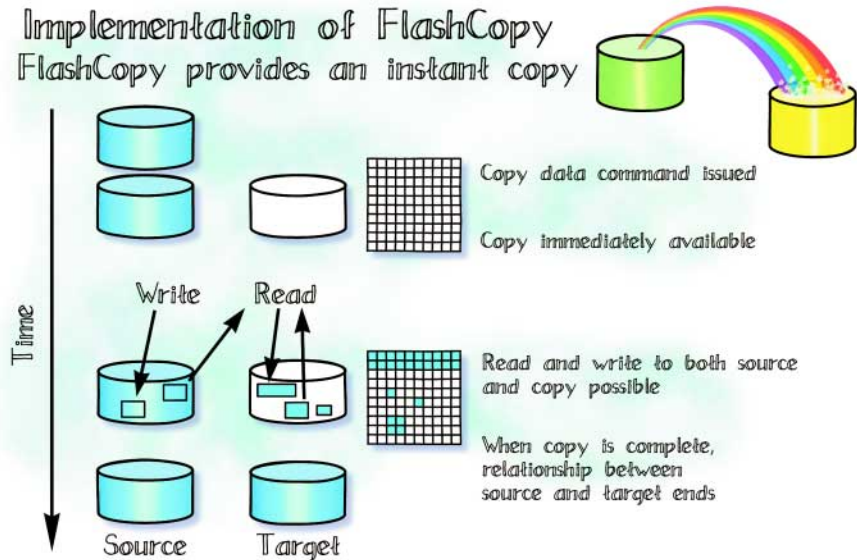 Implementation of FlashCopy
FlashCopy provides an instant copy
Copy data command issued
Copy immediately available
Time
Write
Read
Read and write to both source
and copy possible
When copy is complete,
relationship between
source and target ends
Source
Target